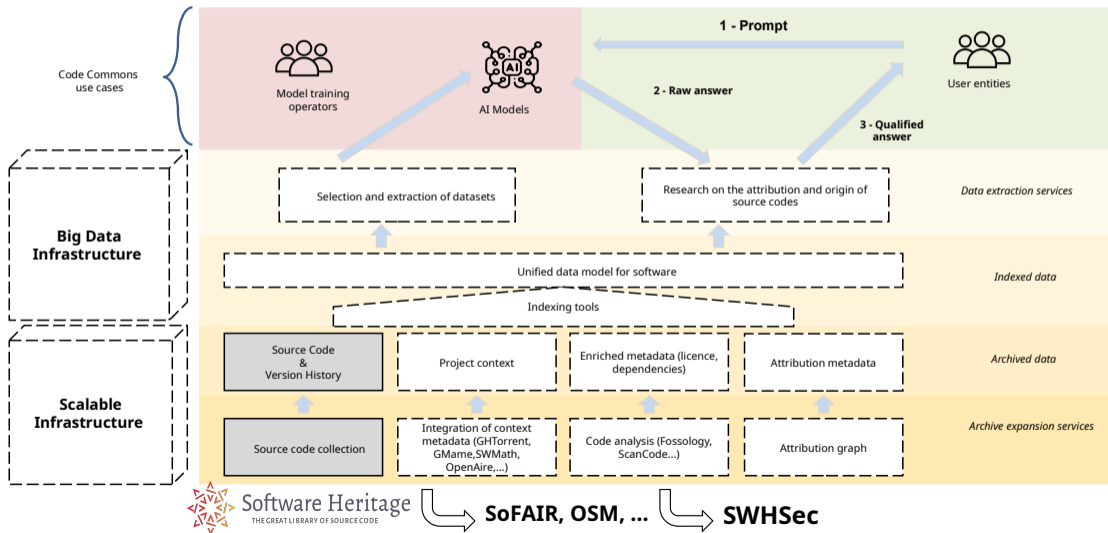 Code Commons
use cases
Model training
operators
AI
AI Models
1 - Prompt
2 - Raw answer
3 - Qualified
answer
User entities
Big Data
Infrastructure
Selection and extraction of datasets
Research on the attribution and origin of
source codes
Data extraction services
Unified data model for software
Indexing tools
Indexed data
Scalable
Infrastructure
Source Code
&
Version History
Project context
Enriched metadata (licence,
dependencies)
Attribution metadata
Archived data
Source code collection
Integration of context
metadata (GHTorrent,
GMame,SWMath,
OpenAire,...)
Code analysis (Fossology,
ScanCode...)
Attribution graph
Archive expansion services
Software Heritage
THE GREAT LIBRARY OF SOURCE CODE
SoFAIR, OSM, ...
SWHSec